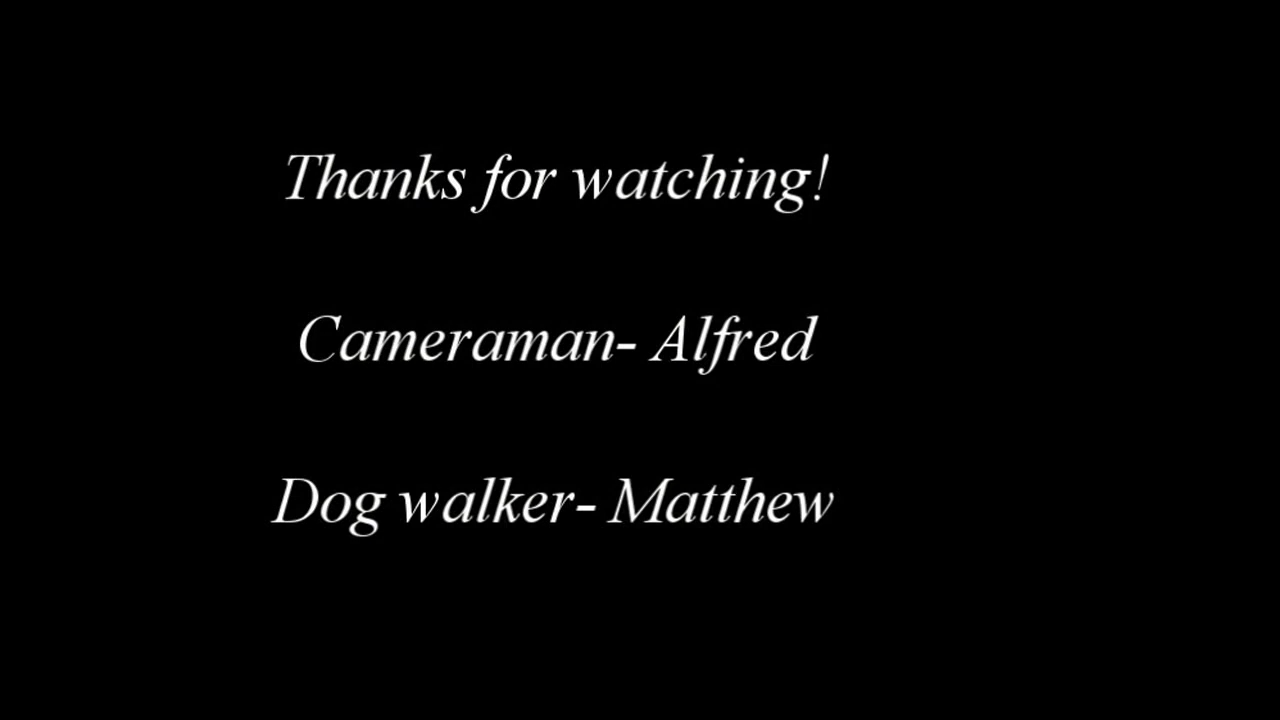 Thanks for watching!
Cameraman- Alfred
Dog walker- Matthew